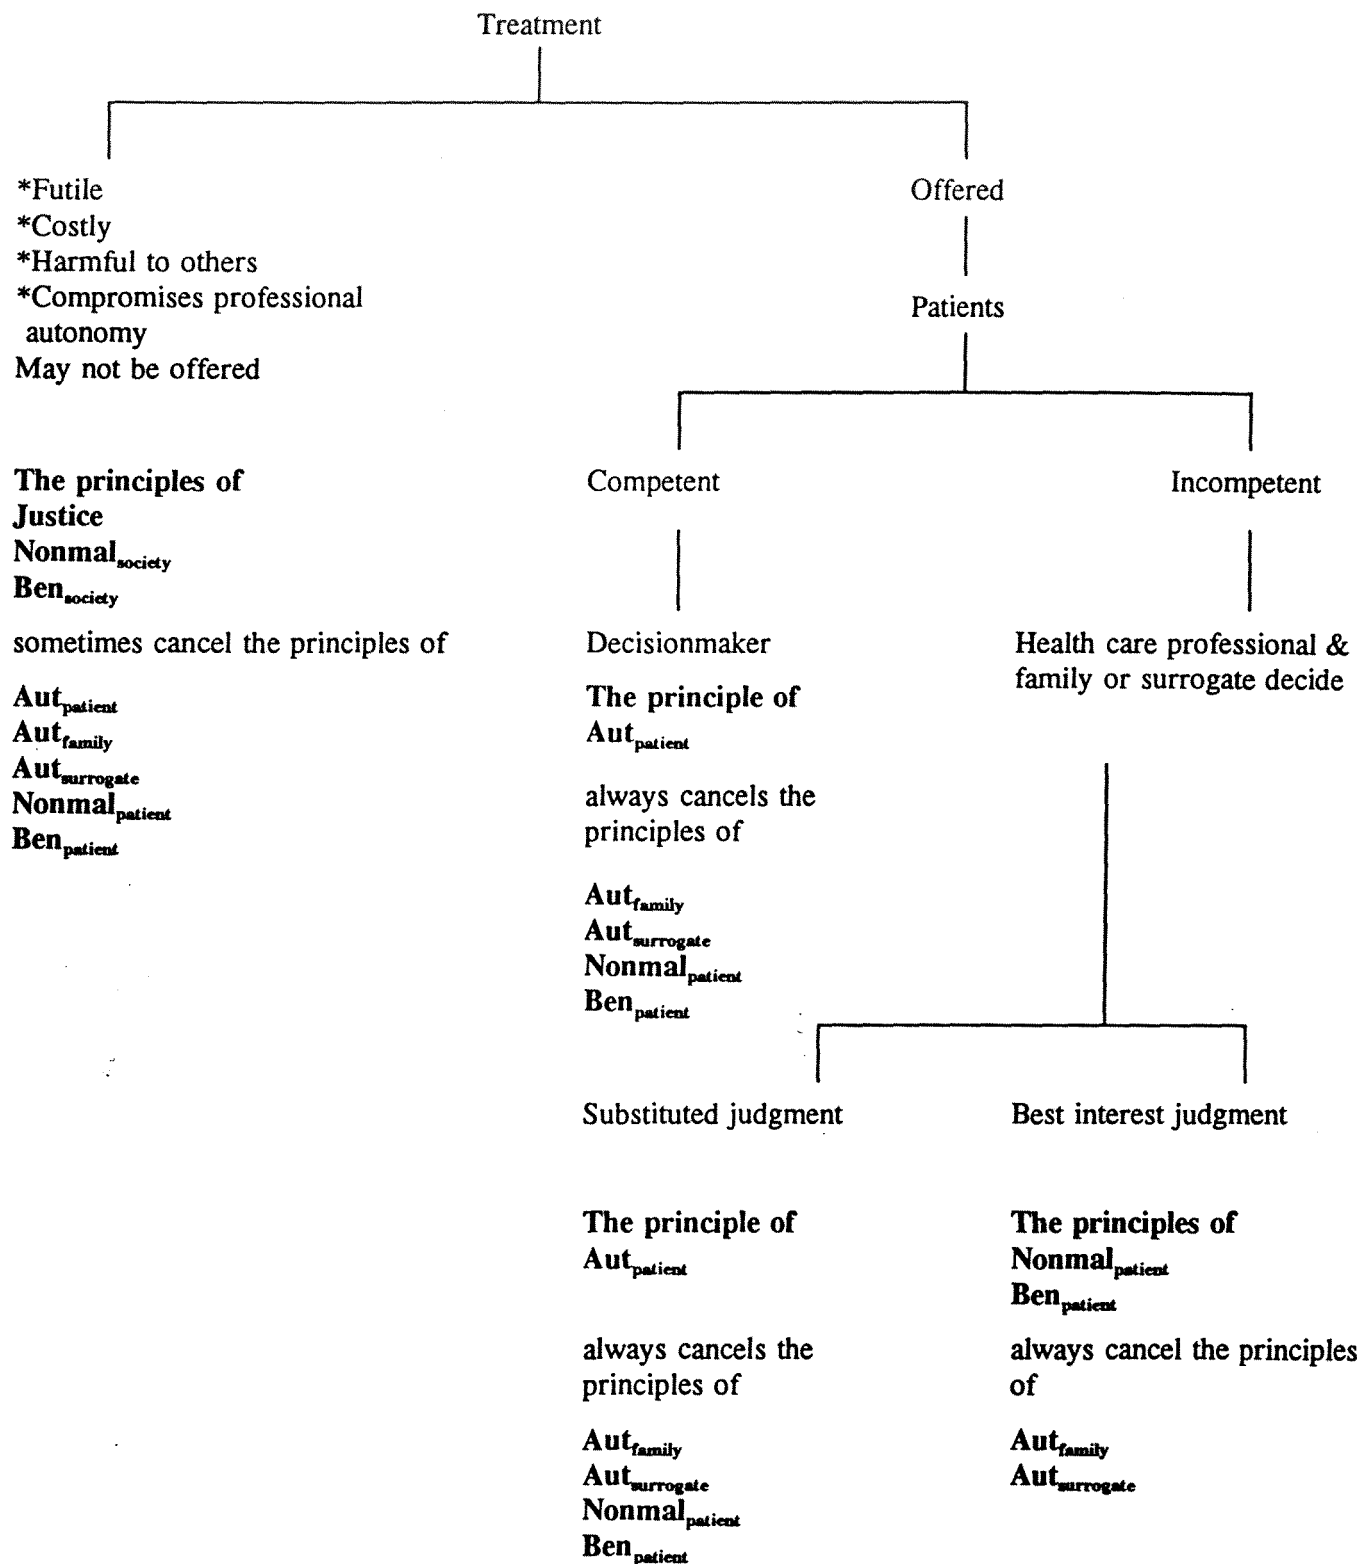 Treatment
*Futile
*Costly
*Harmful to others
*Compromises professional
autonomy
May not be offered
The principles of
Justice
Nonmal society
Ben society
sometimes cancel the principles of
Aut patient
Aut family
Aut surrogate
Nonmal patient
Ben patient
Offered
Patients
Competent
Decisionmaker
The principle of
Aut patient
always cancels the
principles of
Aut family
Aut surrogate
Nonmal patient
Ben patient
Incompetent
Health care professional &
family or surrogate decide
Substituted judgment
The principle of
Aut patient
always cancels the
principles of
Aut family
Aut surrogate
Nonmal patient
Ben patient
Best interest judgment
The principles of
Nonmal patient
Ben patient
always cancel the principles
of
Aut family
Aut surrogate